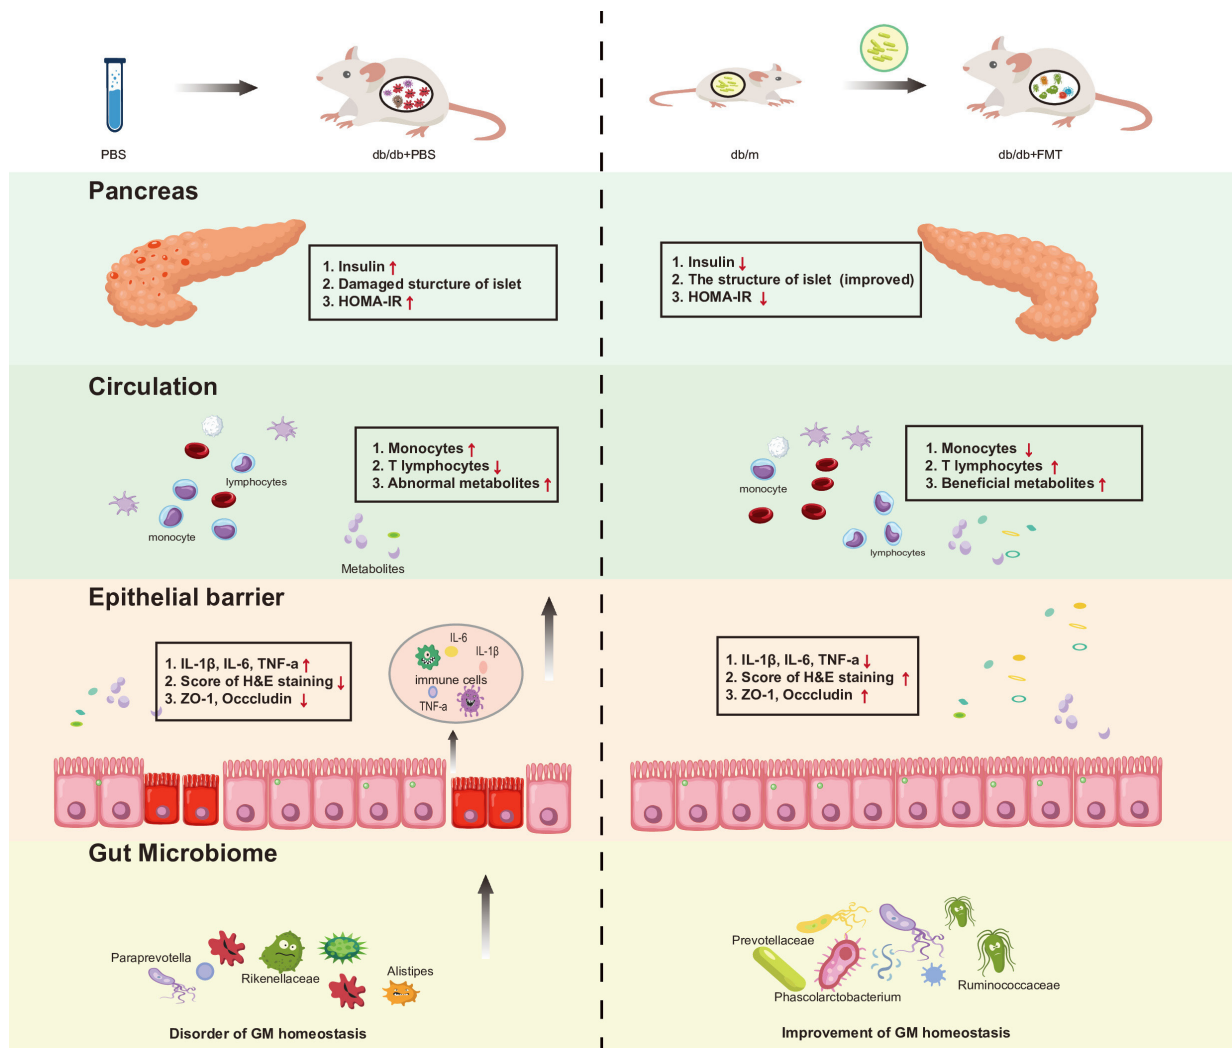 PBS
db/db+PBS
db/m
db/db+FMT
Pancreas
1. Insulin ↑
2. Damaged sturcture of islet
3. HOMA-IR ↑
1. Insulin ↓
2. The structure of islet (improved)
3. HOMA-IR ↓
Circulation
lymphocytes
monocyte
1. Monocytes ↑
2. T lymphocytes ↓
3. Abnormal metabolites ↑
Metabolites
monocyte
lymphocytes
1. Monocytes ↓
2. T lymphocytes ↑
3. Beneficial metabolites ↑
Epithelial barrier
1. IL-1β, IL-6, TNF-a ↑
2. Score of H&E staining ↓
3. ZO-1, Occcludin ↓
IL-6
IL-1β
immune cells
TNF-a
1. IL-1β, IL-6, TNF-a ↓
2. Score of H&E staining ↑
3. ZO-1, Occcludin ↑
Gut Microbiome
Paraprevotella
Rikenellaceae
Alistipes
Disorder of GM homeostasis
Prevotellaceae
Phascolarctobacterium
Ruminococcaceae
Improvement of GM homeostasis